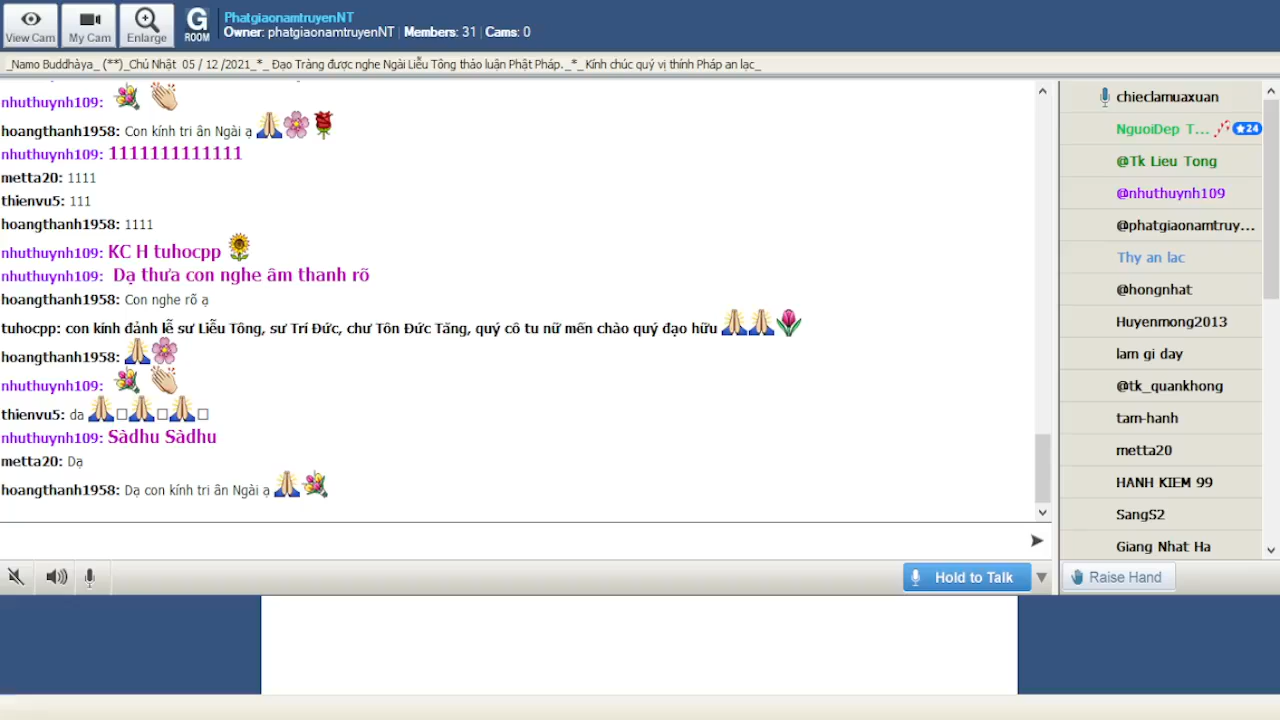 View Cam
My Cam
Enlarge
G
ROOM
PhatgiaonamtruyenNT
Owner: phatgiaonamtruyenNT | Members: 31 | Cams: 0
_Namo Buddhàya_ (**)_Chủ Nhật 05 / 12 /2021_*_ Đạo Tràng được nghe Ngài Liễu Tông thảo luận Phật Pháp._*_Kính chúc quý vị thính Pháp an lạc_
nhuthuynh109:
hoangthanh1958: Con kính tri ân Ngài ạ
nhuthuynh109: 1111111111111
metta20: 1111
thienvu5: 111
hoangthanh1958: 1111
nhuthuynh109: KC H tuhocpp
nhuthuynh109: Dạ thưa con nghe âm thanh rõ
hoangthanh1958: Con nghe rõ ạ
tuhocpp: con kính đảnh lễ sư Liễu Tông, sư Trí Đức, chư Tôn Đức Tăng, quý cô tu nữ mến chào quý đạo hữu
hoangthanh1958:
nhuthuynh109:
thienvu5: da
nhuthuynh109: Sàdhu Sàdhu
metta20: Dạ
hoangthanh1958: Dạ con kính tri ân Ngài ạ
chieclamuaxuan
NguoiDep T... 24
@Tk Lieu Tong
@nhuthuynh109
@phatgiaonamtruy...
Thy an lac
@hongnhat
Huyenmong2013
lam gi day
@tk_quankhong
tam-hanh
metta20
HANH KIEM 99
SangS2
Giang Nhat Ha
Hold to Talk
Raise Hand